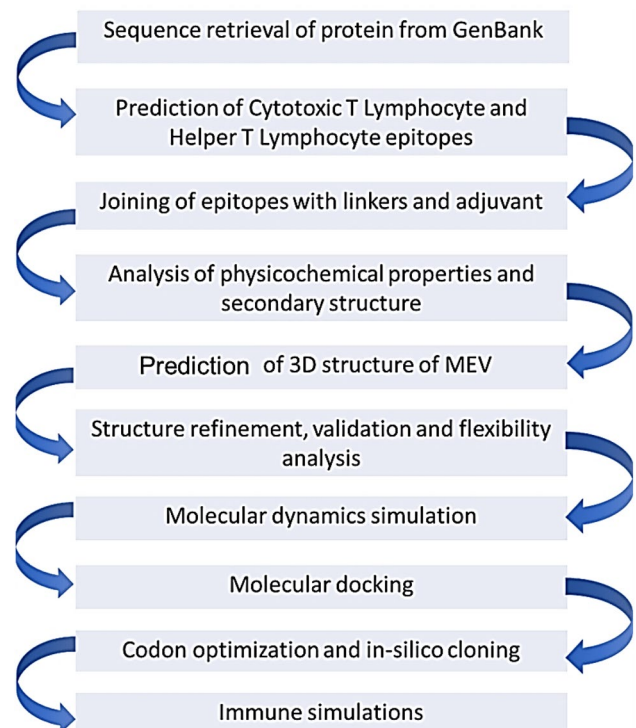 Sequence retrieval of protein from GenBank
Prediction of Cytotoxic T Lymphocyte and
Helper T Lymphocyte epitopes
Joining of epitopes with linkers and adjuvant
Analysis of physicochemical properties and
secondary structure
Prediction of 3D structure of MEV
Structure refinement, validation and flexibility
analysis
Molecular dynamics simulation
Molecular docking
Codon optimization and in-silico cloning
Immune simulations